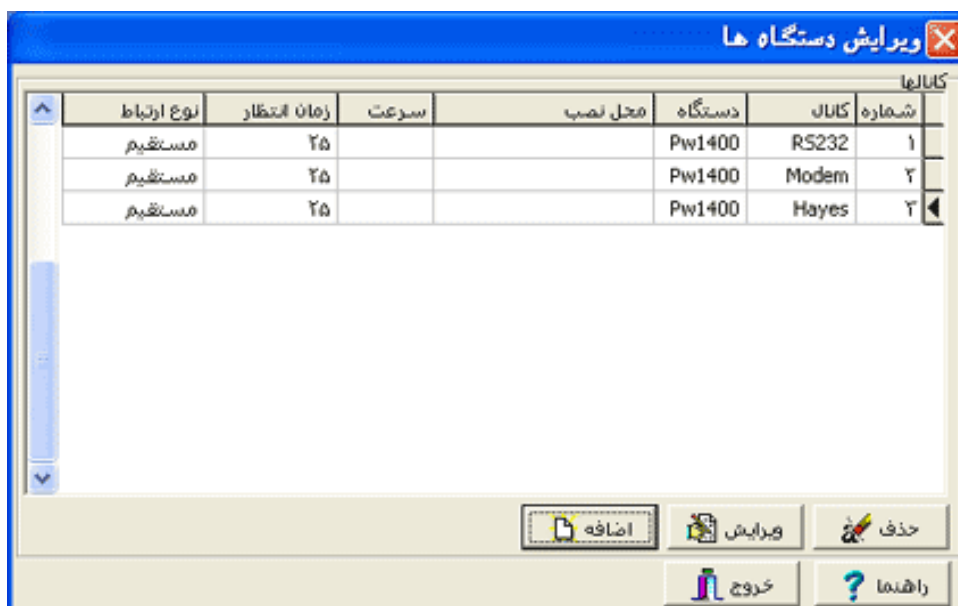 ویرایش دستگاه ها
کانالها
شماره کانال دستگاه محل نصب سرعت زمان انتظار نوع ارتباط
۱ RS232 Pw1400 ۲۵ مستقیم
۲ Modem Pw1400 ۲۵ مستقیم
۳ Hayes Pw1400 ۲۵ مستقیم
حذف ویرایش اضافه
راهنما خروج